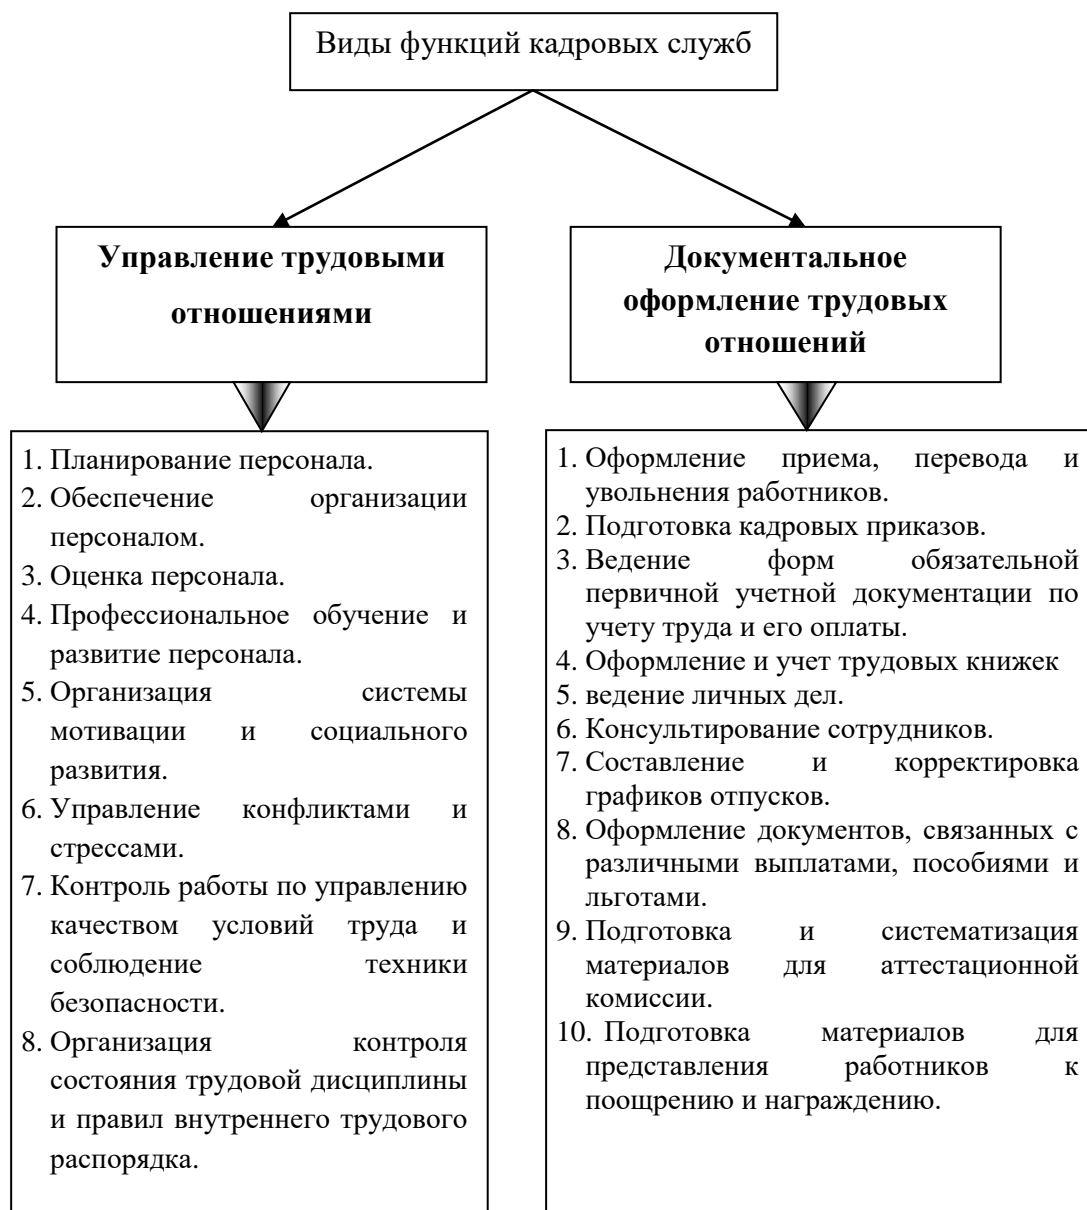 Виды функций кадровых служб
Управление трудовыми
отношениями
1. Планирование персонала.
2. Обеспечение организации
персоналом.
3. Оценка персонала.
4. Профессиональное обучение и
развитие персонала.
5. Организация системы
мотивации и социального
развития.
6. Управление конфликтами и
стрессами.
7. Контроль работы по управлению
качеством условий труда и
соблюдение техники
безопасности.
8. Организация контроля
состояния трудовой дисциплины
и правил внутреннего трудового
распорядка.
Документальное
оформление трудовых
отношений
1. Оформление приема, перевода и
увольнения работников.
2. Подготовка кадровых приказов.
3. Ведение форм обязательной
первичной учетной документации по
учету труда и его оплаты.
4. Оформление и учет трудовых книжек
5. ведение личных дел.
6. Консультирование сотрудников.
7. Составление и корректировка
графиков отпусков.
8. Оформление документов, связанных с
различными выплатами, пособиями и
льготами.
9. Подготовка и систематизация
материалов для аттестационной
комиссии.
10. Подготовка материалов для
представления работников к
поощрению и награждению.